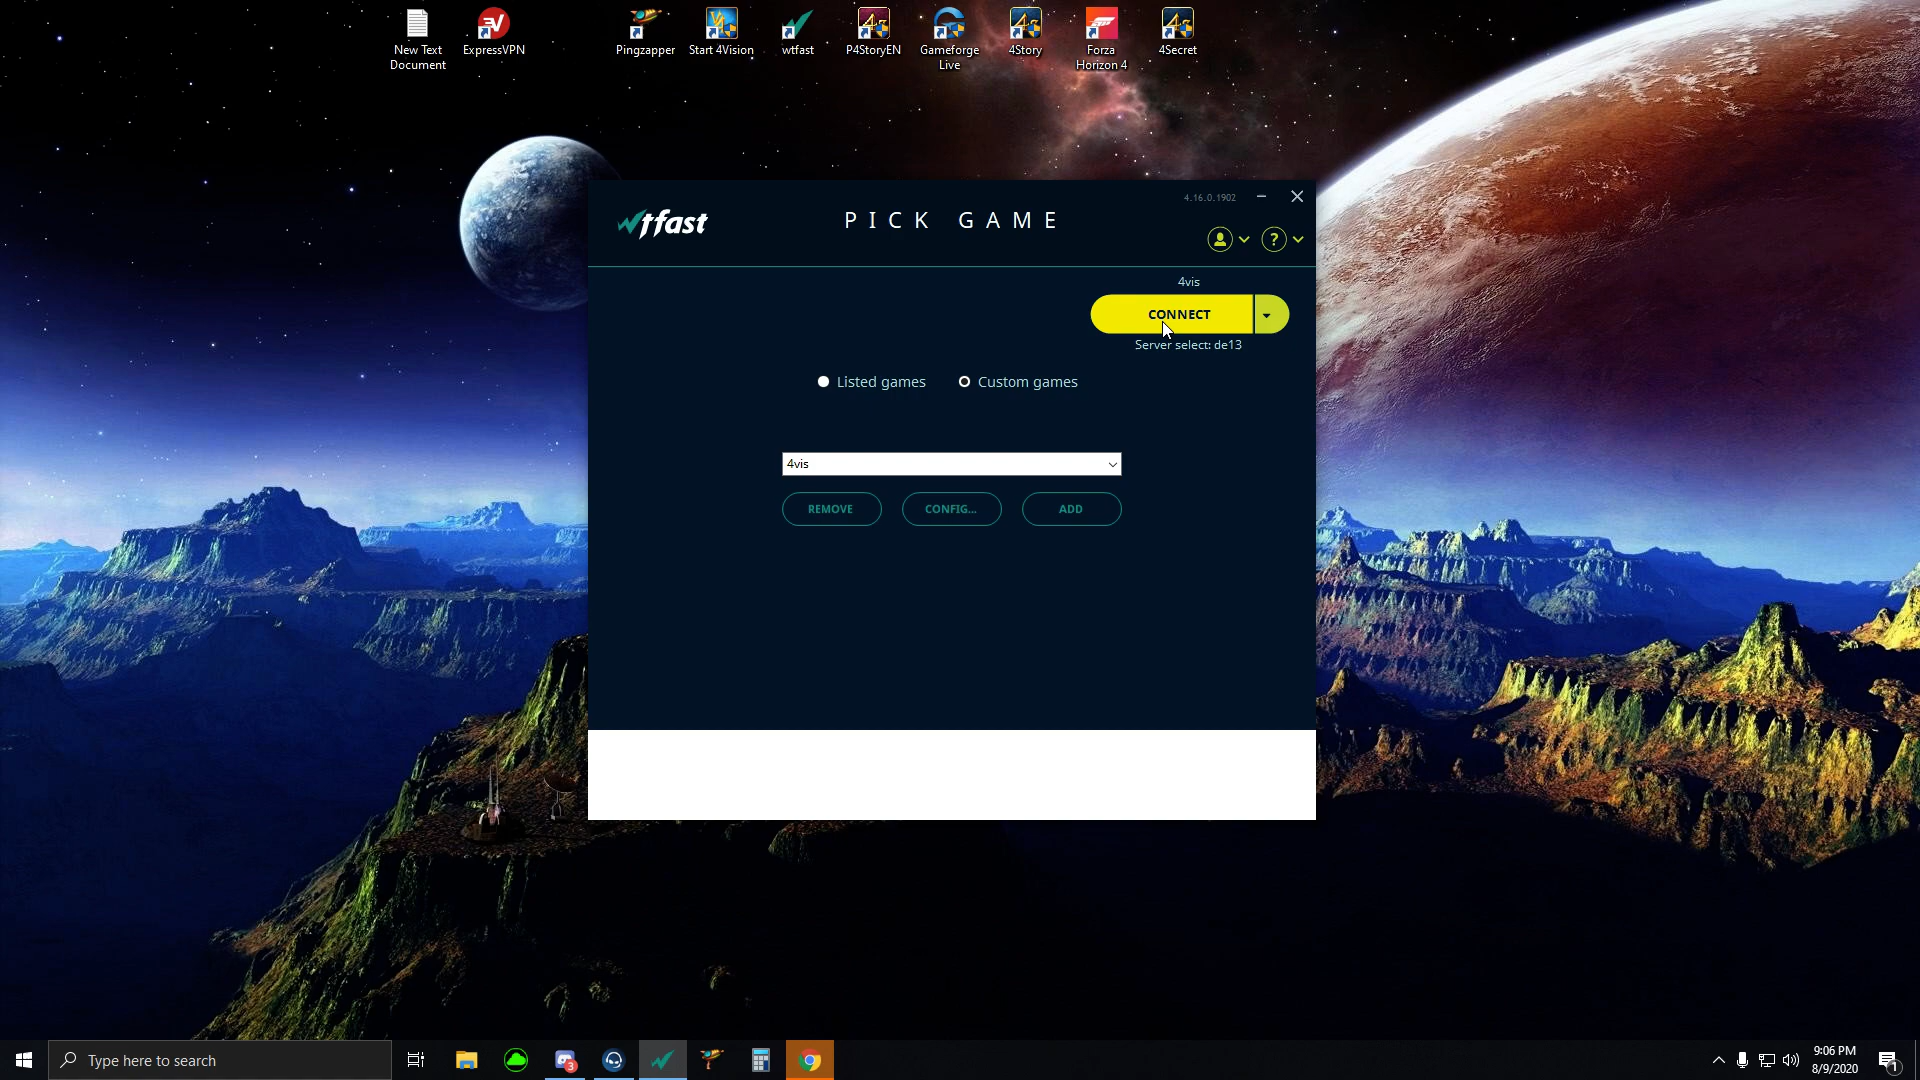 New Text
Document
ExpressVPN
Pingzapper
Start 4Vision
wtfast
P4StoryEN
Gameforge
Live
4Story
Forza
Horizon 4
4Secret
4.16.0.1902
wtfast
PICK GAME
?
4vis
CONNECT
Server select: de13
Listed games
Custom games
4vis
REMOVE
CONFIG...
ADD
Type here to search
3
9:06 PM
8/9/2020
1